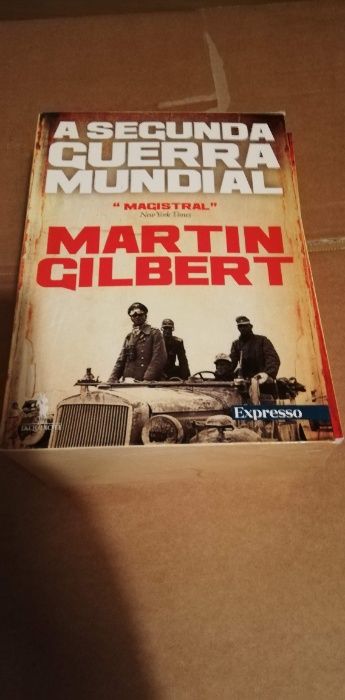 A SEGUNDA
GUERRA
MUNDIAL
“ MAGISTRAL”
New York Times
MARTIN
GILBERT
Expresso